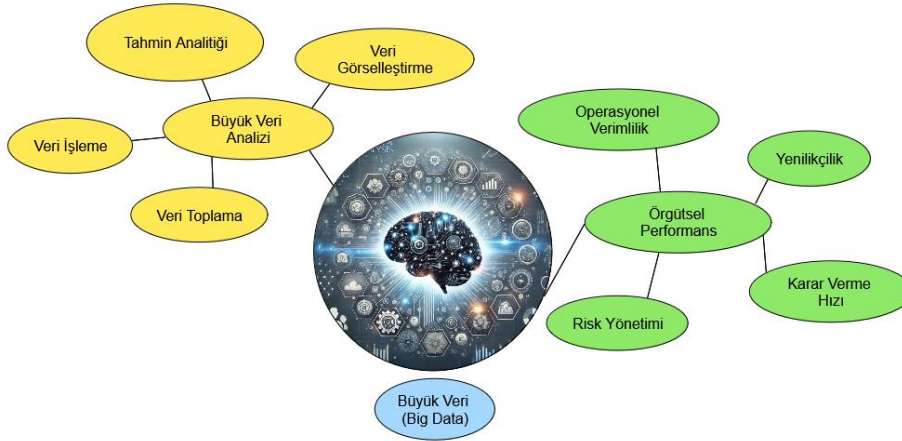 Tahmin Analitiği
Veri
Görselleştirme
Büyük Veri
Analizi
Veri İşleme
Veri Toplama
Operasyonel
Verimlilik
Yenilikçilik
Örgütsel
Performans
Karar Verme
Hızı
Risk Yönetimi
Büyük Veri
(Big Data)